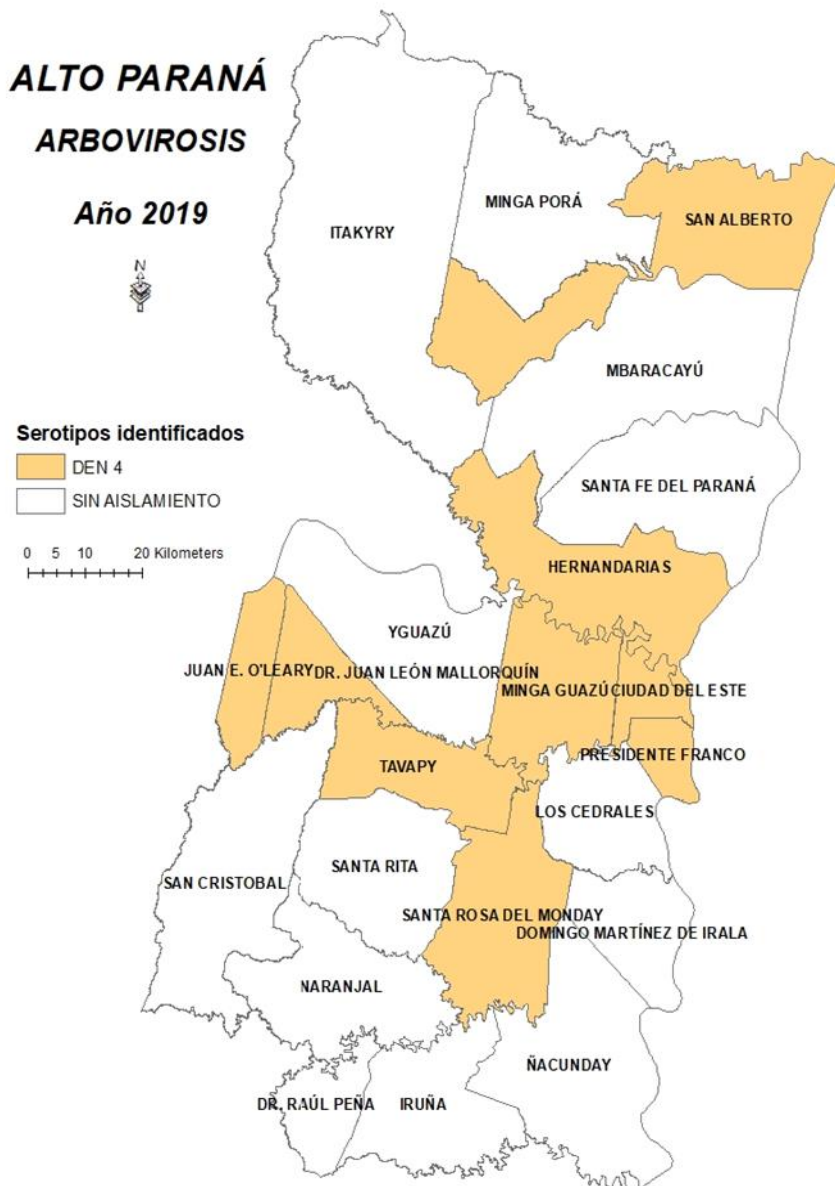 ALTO PARANÁ
ARBOVIROSIS
Año 2019
N
Serotipos identificados
DEN 4
SIN AISLAMIENTO
0 5 10 20 Kilometers
ITAKYRY
MINGA PORÁ
SAN ALBERTO
MBARACAYÚ
SANTA FE DEL PARANÁ
HERNANDARIAS
YGUAZÚ
JUAN E. O'LEARY
DR. JUAN LEÓN MALLORQUÍN
MINGA GUAZÚ
CIUDAD DEL ESTE
PRESIDENTE FRANCO
TAVAPY
LOS CEDRALES
SANTA RITA
SAN CRISTOBAL
SANTA ROSA DEL MONDAY
DOMINGO MARTÍNEZ DE IRALA
NARANJAL
ÑACUNDAY
DR. RAÚL PEÑA
IRUÑA